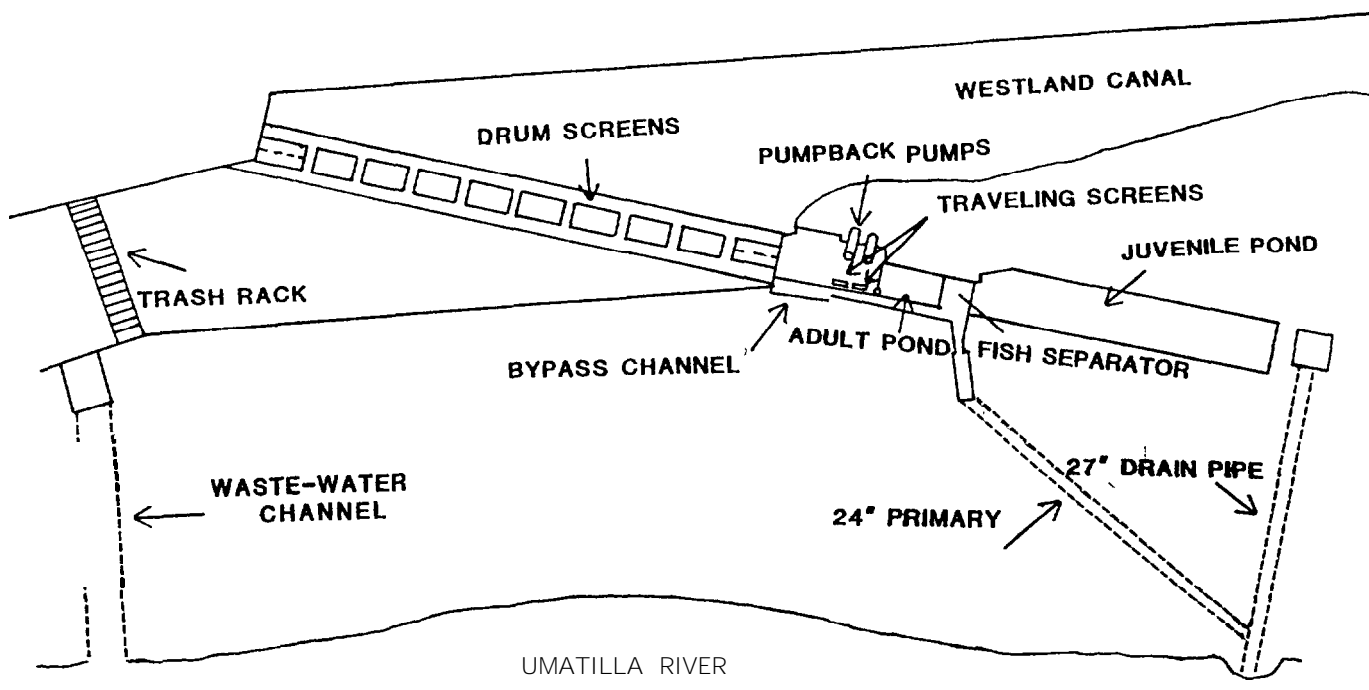 WESTLAND CANAL
DRUM SCREENS
PUMPBACK PUMPS
TRAVELING SCREENS
JUVENILE POND
TRASH RACK
ADULT POND
FISH SEPARATOR
BYPASS CHANNEL
27" DRAIN PIPE
WASTE-WATER
CHANNEL
24" PRIMARY
UMATILLA RIVER